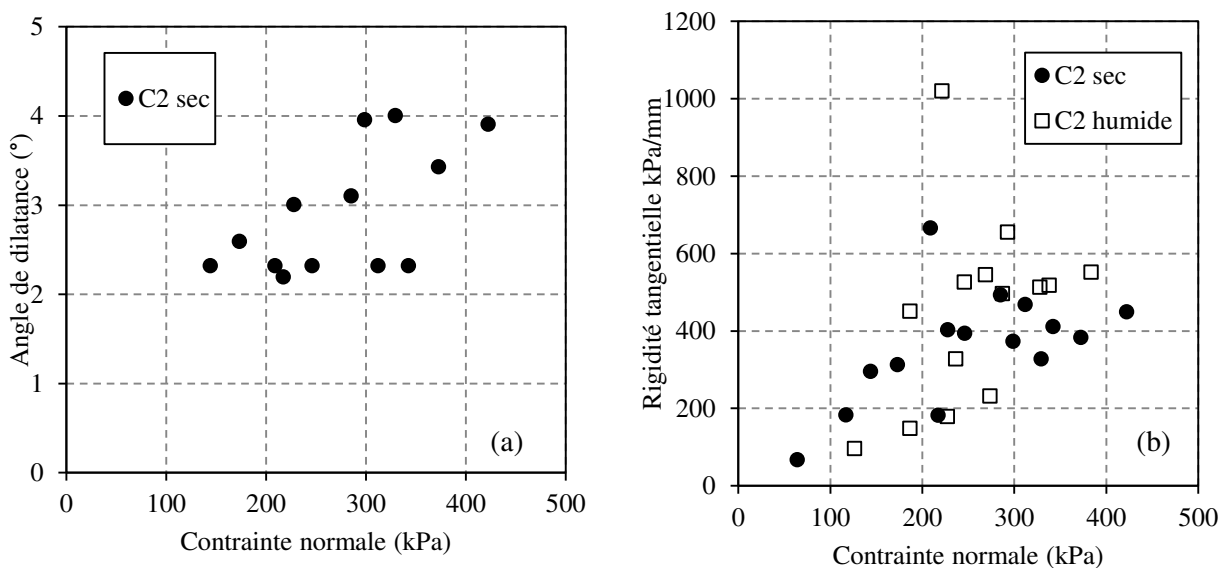 5
4
3
2
1
0
0 100 200 300 400 500
Angle de dilatance (°)
Contrainte normale (kPa)
C2 sec
(a)
1200
1000
800
600
400
200
0
0 100 200 300 400 500
Rigidité tangentielle kPa/mm
Contrainte normale (kPa)
C2 sec
C2 humide
(b)